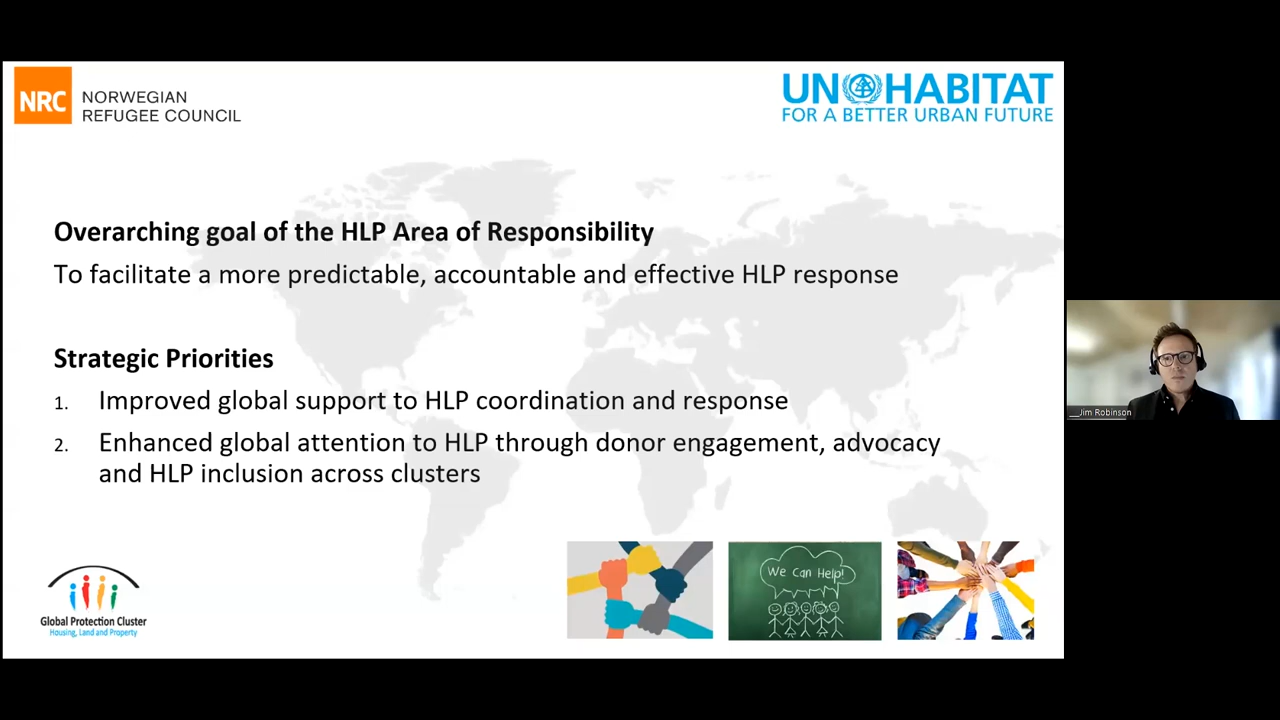 NRC
NORWEGIAN
REFUGEE COUNCIL
UN HABITAT
FOR A BETTER URBAN FUTURE
Overarching goal of the HLP Area of Responsibility
To facilitate a more predictable, accountable and effective HLP response
Strategic Priorities
1. Improved global support to HLP coordination and response
2. Enhanced global attention to HLP through donor engagement, advocacy
and HLP inclusion across clusters
We Can Help!
Global Protection Cluster
Housing, Land and Property
__Jim Robinson